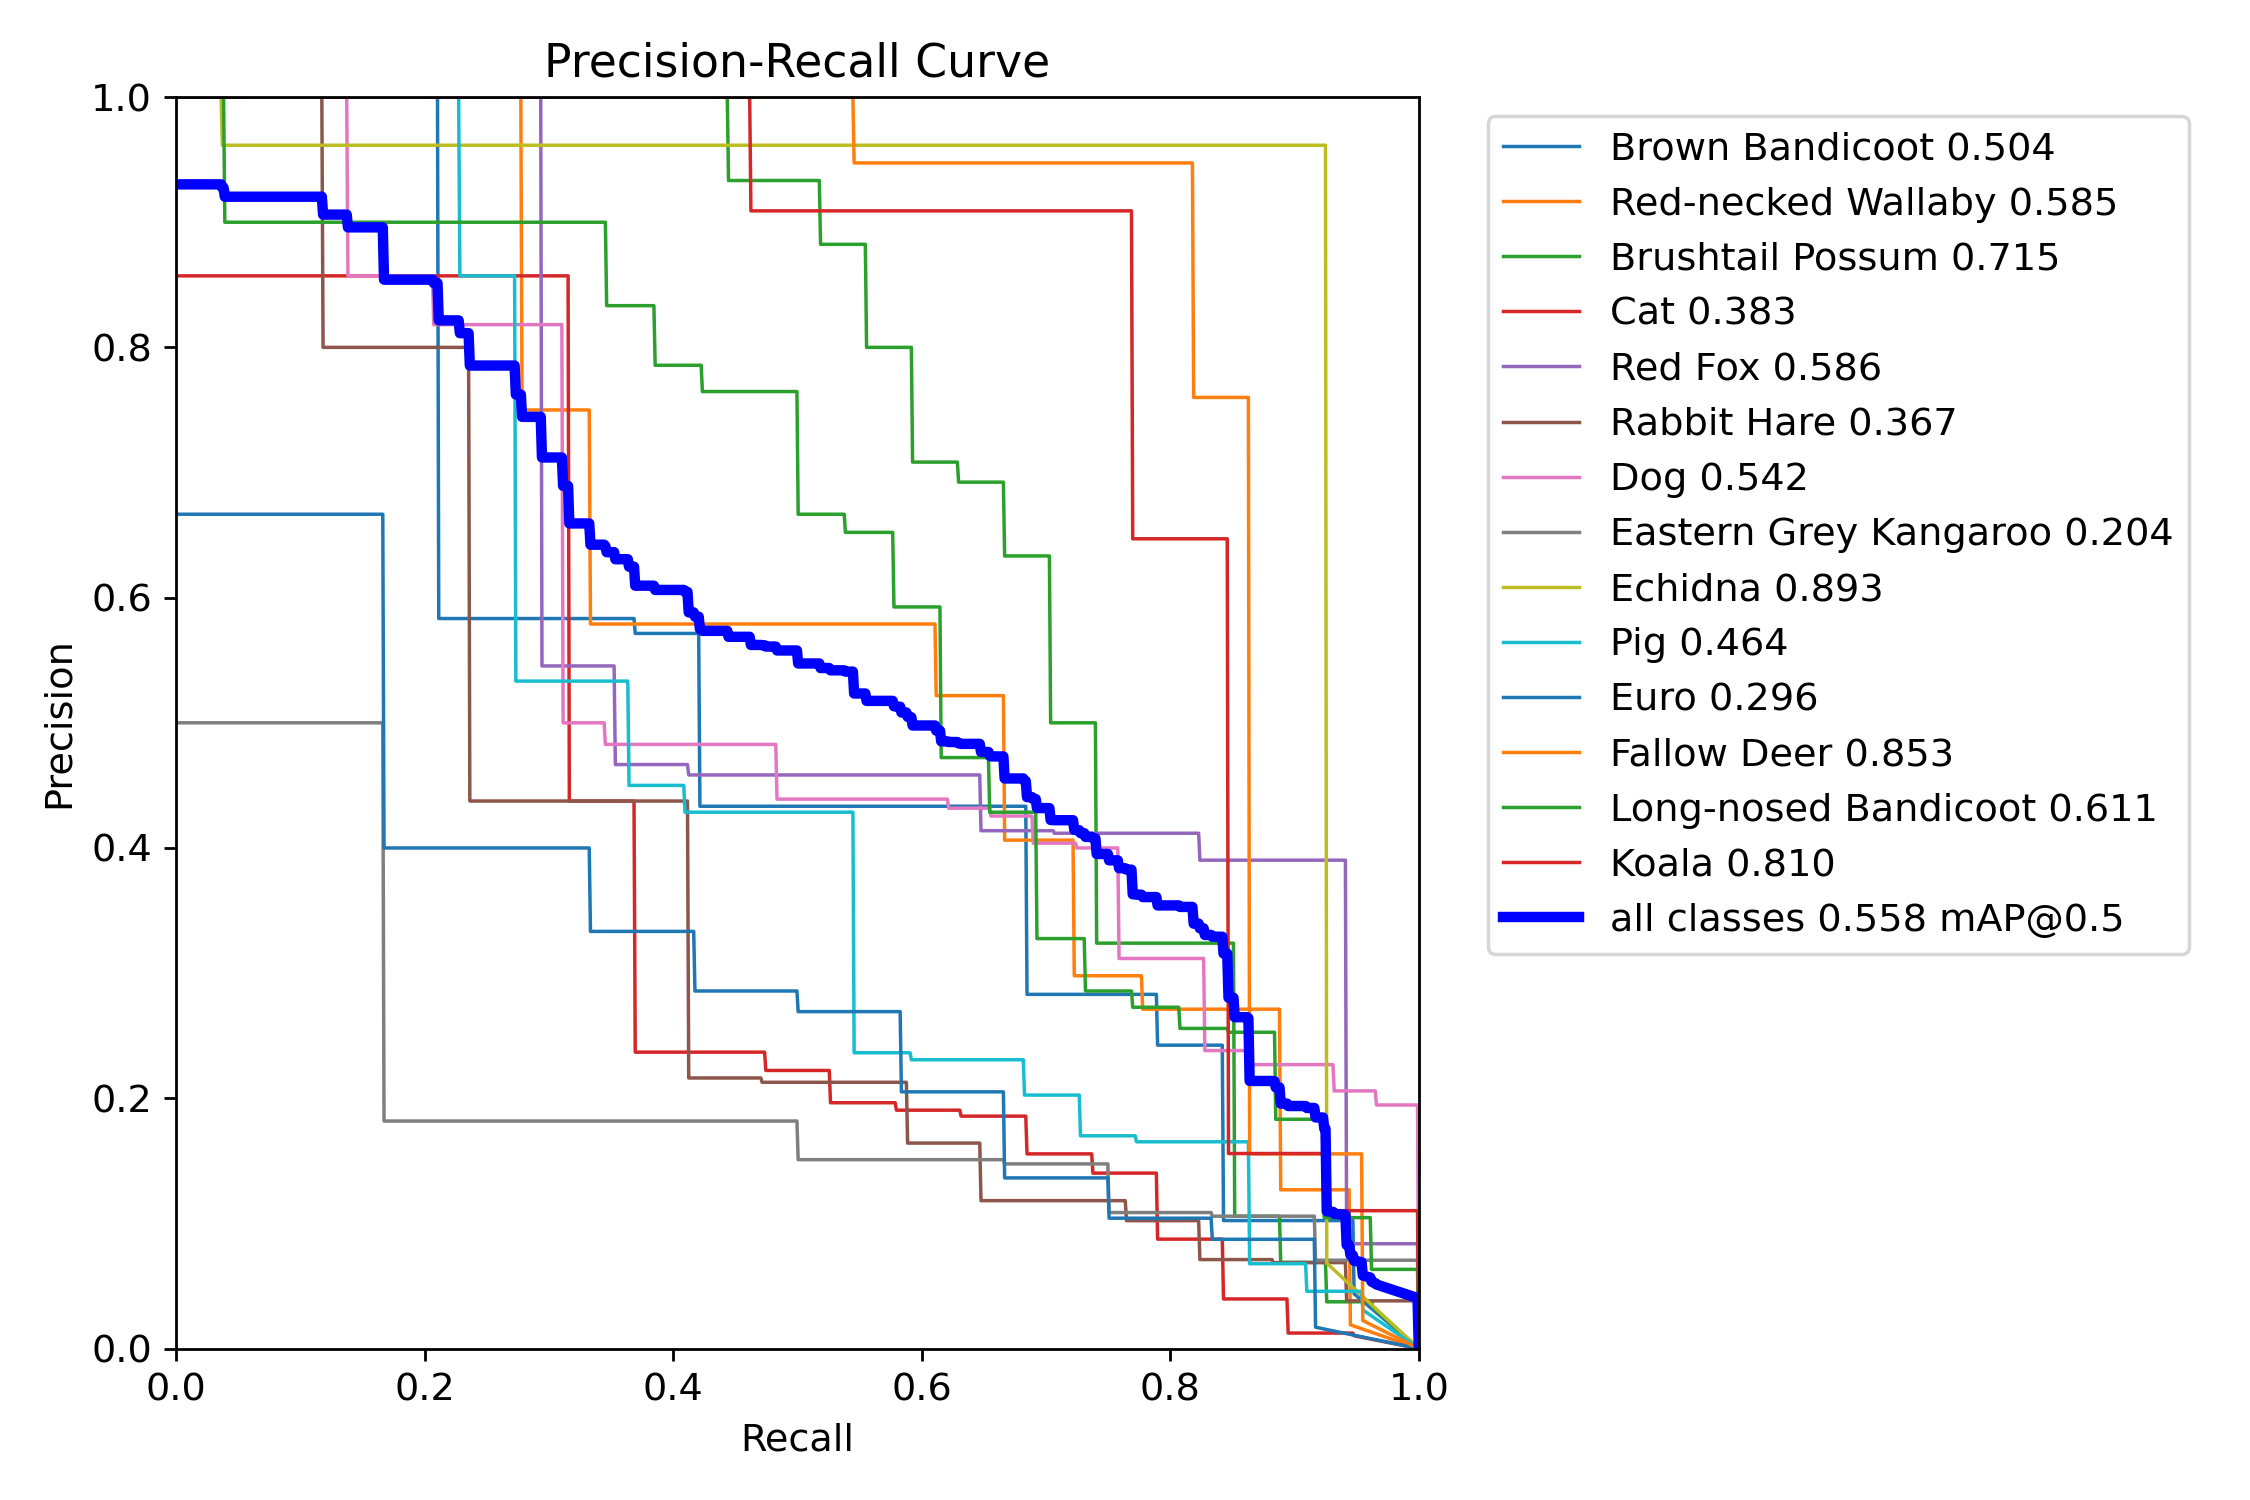 Precision-Recall Curve
1.0
0.8
0.6
0.4
0.2
0.0
Precision
0.0 0.2 0.4 0.6 0.8 1.0
Recall
Brown Bandicoot 0.504
Red-necked Wallaby 0.585
Brushtail Possum 0.715
Cat 0.383
Red Fox 0.586
Rabbit Hare 0.367
Dog 0.542
Eastern Grey Kangaroo 0.204
Echidna 0.893
Pig 0.464
Euro 0.296
Fallow Deer 0.853
Long-nosed Bandicoot 0.611
Koala 0.810
all classes 0.558 mAP@0.5